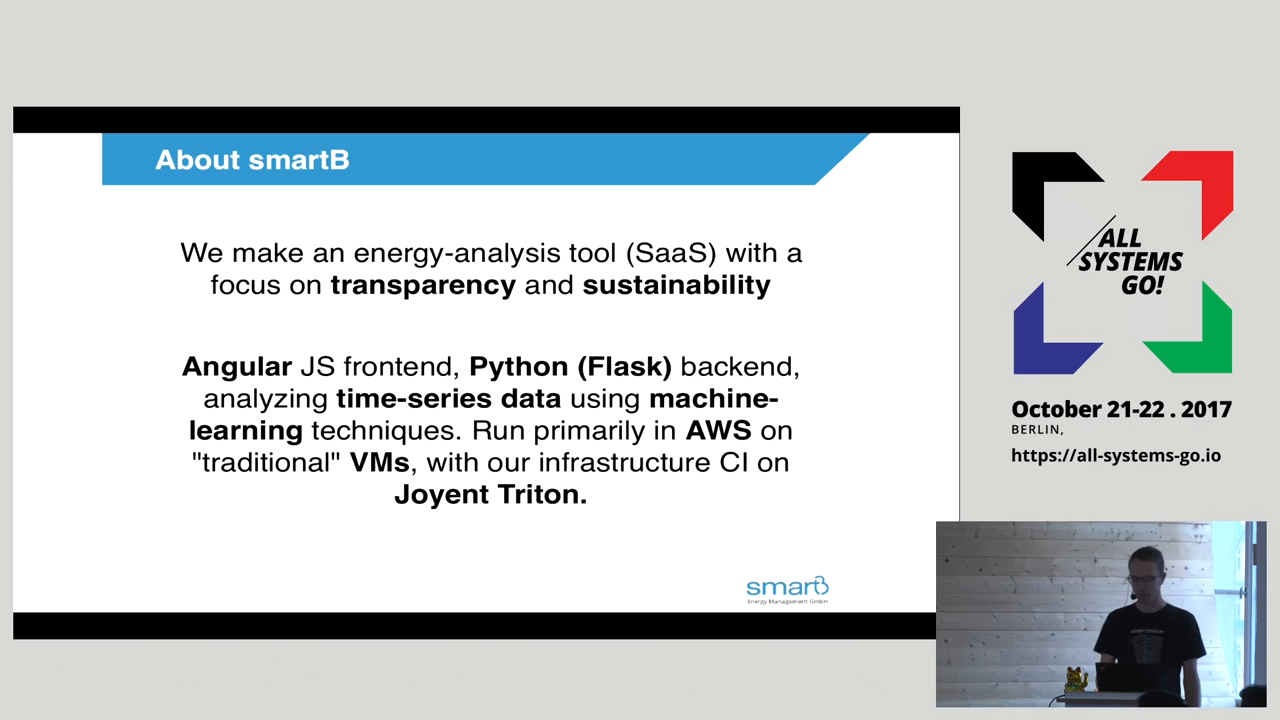 About smartB
We make an energy-analysis tool (SaaS) with a
focus on transparency and sustainability
Angular JS frontend, Python (Flask) backend,
analyzing time-series data using machine-
learning techniques. Run primarily in AWS on
"traditional" VMs, with our infrastructure CI on
Joyent Triton.
smartB
Energy Management GmbH
ALL
SYSTEMS
GO!
October 21-22 . 2017
BERLIN,
https://all-systems-go.io